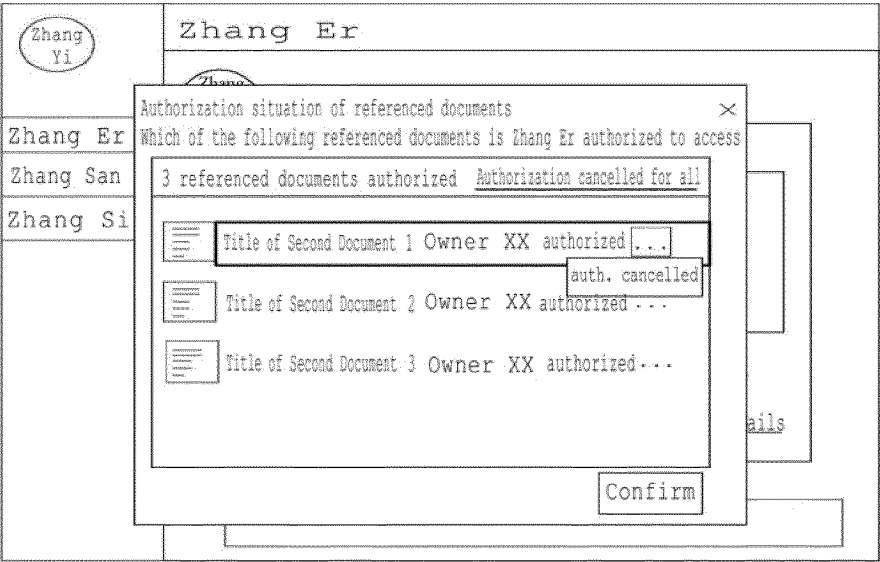 Zhang
Yi
Zhang Er
Zhang
Zhang Er
Zhang San
Zhang Si
Authorization situation of referenced documents ×
Which of the following referenced documents is Zhang Er authorized to access
3 referenced documents authorized Authorization cancelled for all
Title of Second Document 1 Owner XX authorized ...
auth. cancelled
Title of Second Document 2 Owner XX authorized ...
Title of Second Document 3 Owner XX authorized ...
ails
Confirm